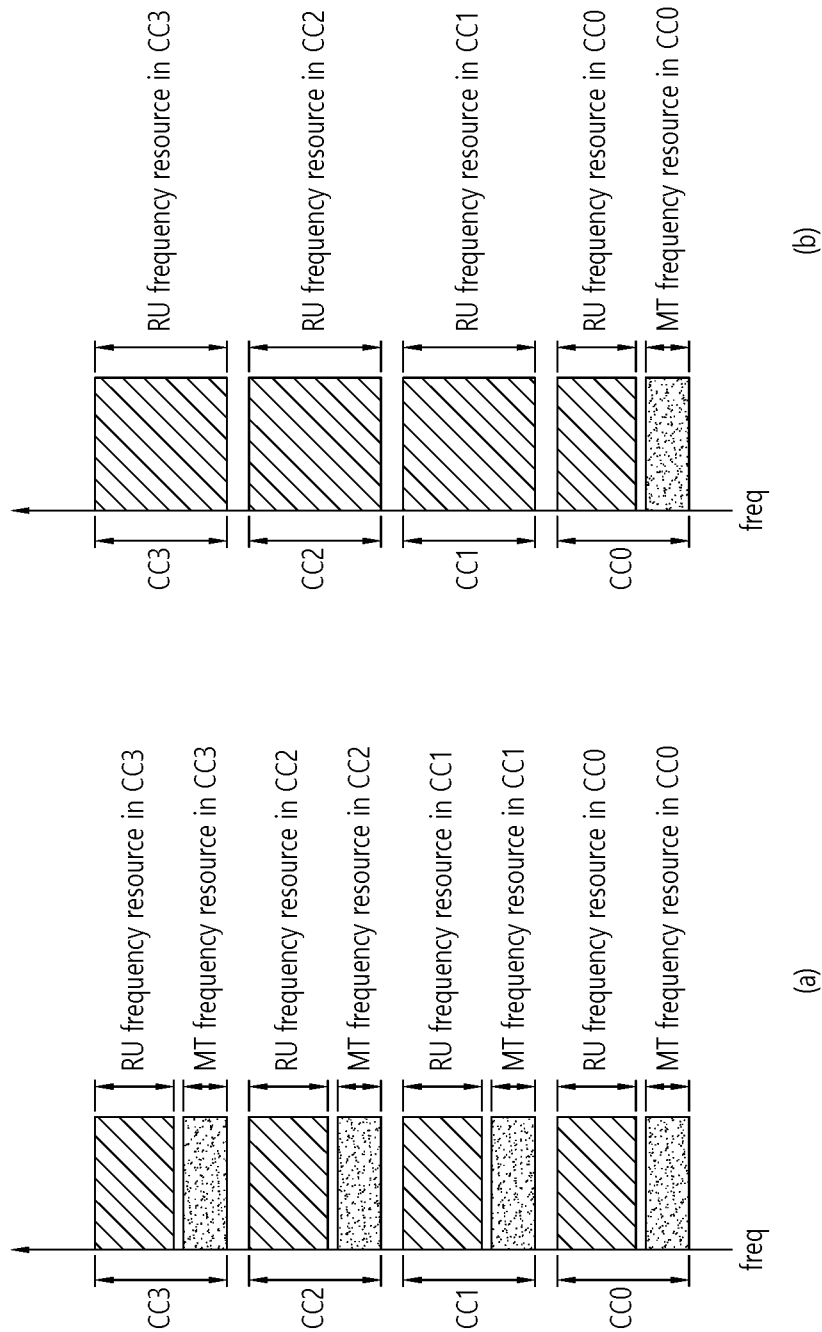 CC3
RU frequency resource in CC3
MT frequency resource in CC3
CC2
RU frequency resource in CC2
MT frequency resource in CC2
CC1
RU frequency resource in CC1
MT frequency resource in CC1
CC0
RU frequency resource in CC0
MT frequency resource in CC0
freq
(a)
CC3
RU frequency resource in CC3
CC2
RU frequency resource in CC2
CC1
RU frequency resource in CC1
CC0
RU frequency resource in CC0
MT frequency resource in CC0
freq
(b)